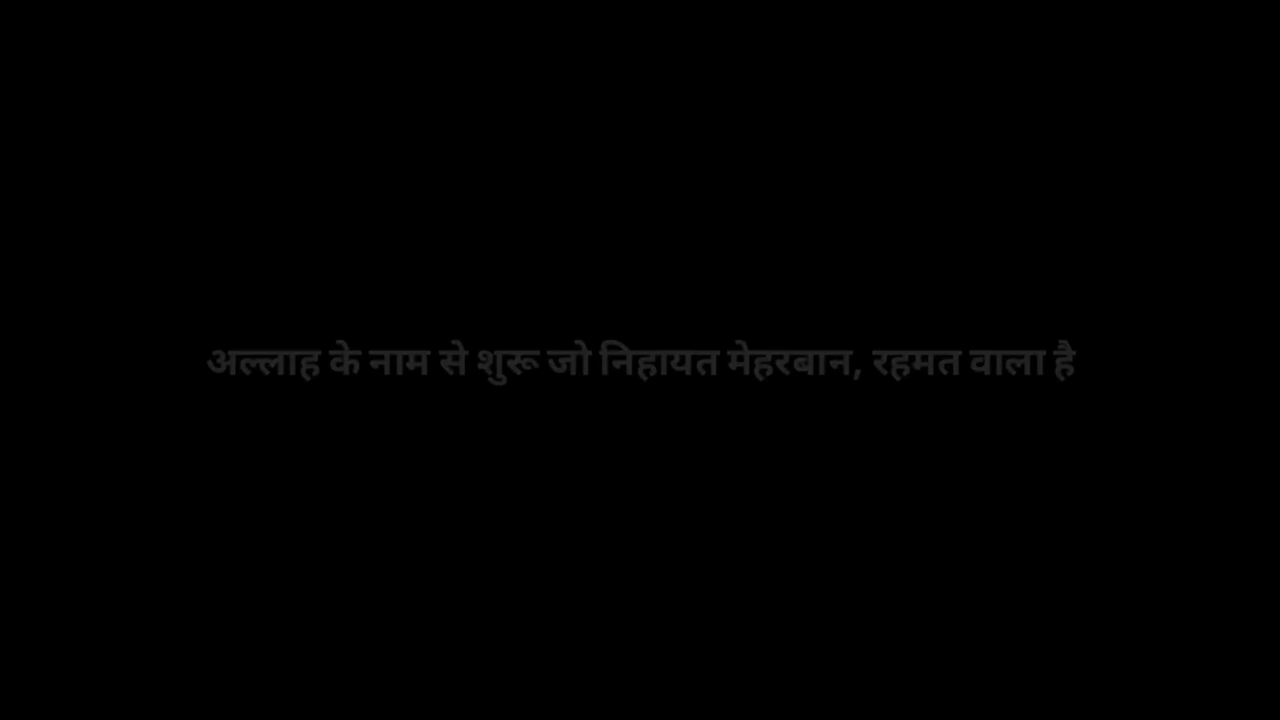 अल्लाह के नाम से शुरू जो निहायत मेहरबान, रहमत वाला है